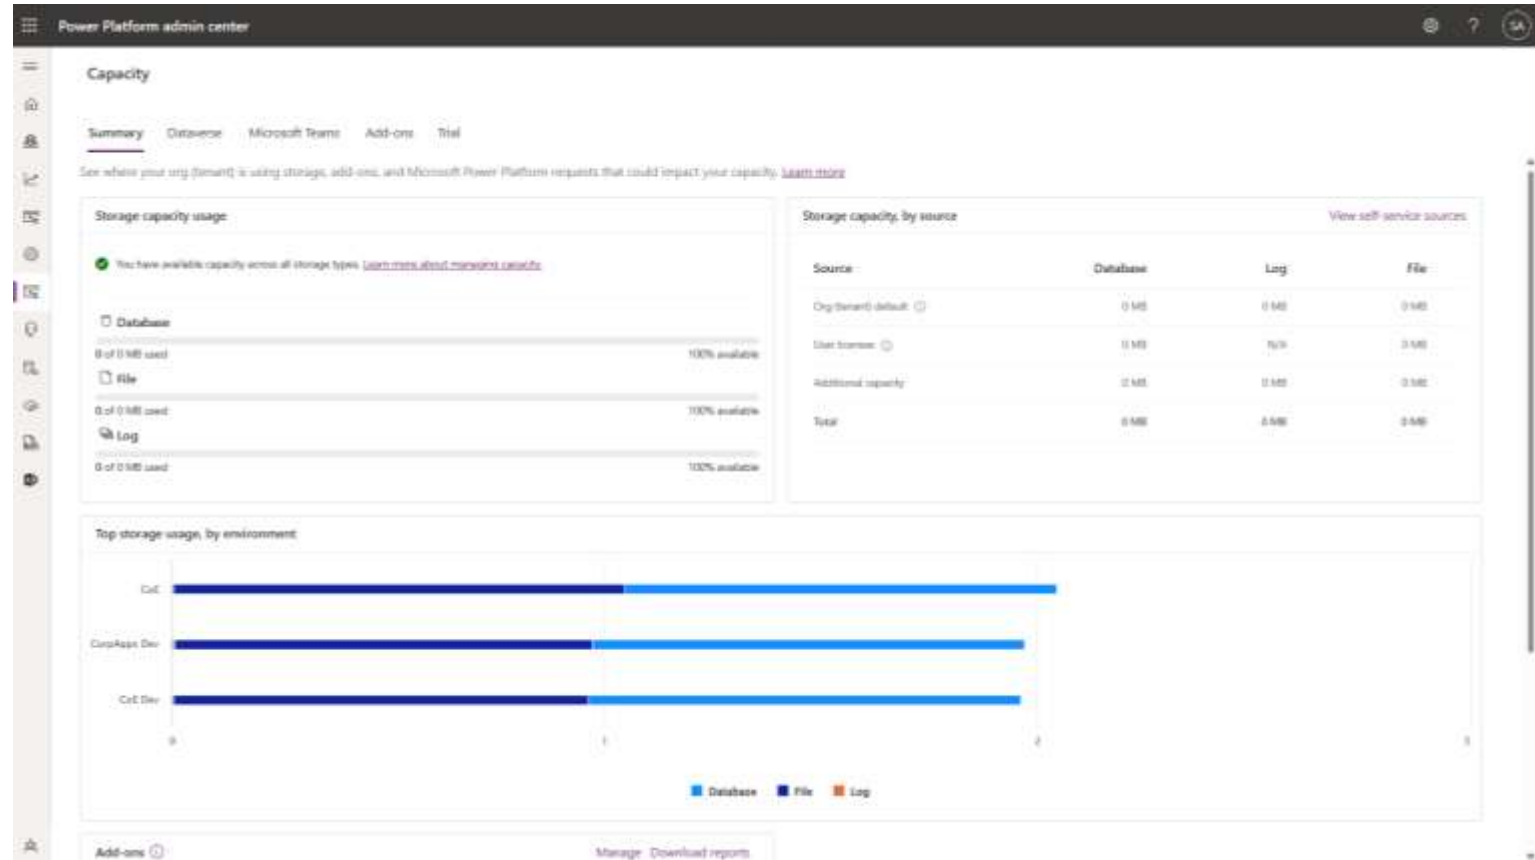 Power Platform admin center
?
SA
Capacity
Summary Dataverse Microsoft Teams Add-ons Trial
See where your org (tenant) is using storage, add-ons, and Microsoft Power Platform requests that could impact your capacity. Learn more
Storage capacity usage
You have available capacity across all storage types. Learn more about managing capacity.
Database
0 of 0 MB used 100% available
File
0 of 0 MB used 100% available
Log
0 of 0 MB used 100% available
Storage capacity, by source View self-service sources
Source Database Log File
Org (tenant) default 0 MB 0 MB 0 MB
User licenses 0 MB N/A 0 MB
Additional capacity 0 MB 0 MB 0 MB
Total 0 MB 0 MB 0 MB
Top storage usage, by environment
CoE
CorpApps Dev
CoE Dev
0 1 2 3
Database File Log
Add-ons Manage Download reports